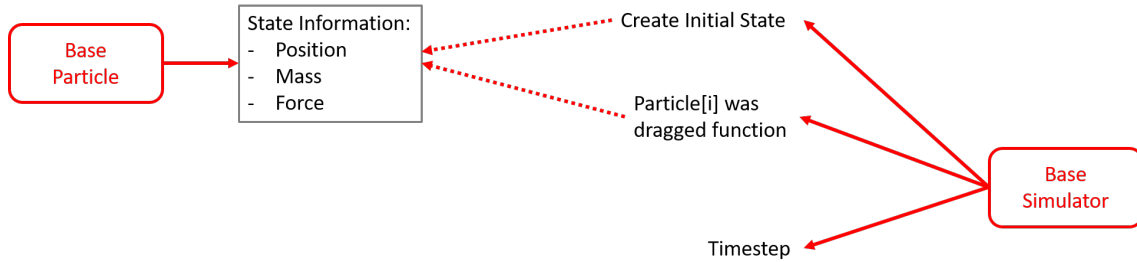 Base
Particle
State Information:
- Position
- Mass
- Force
Create Initial State
Particle[i] was
dragged function
Timestep
Base
Simulator